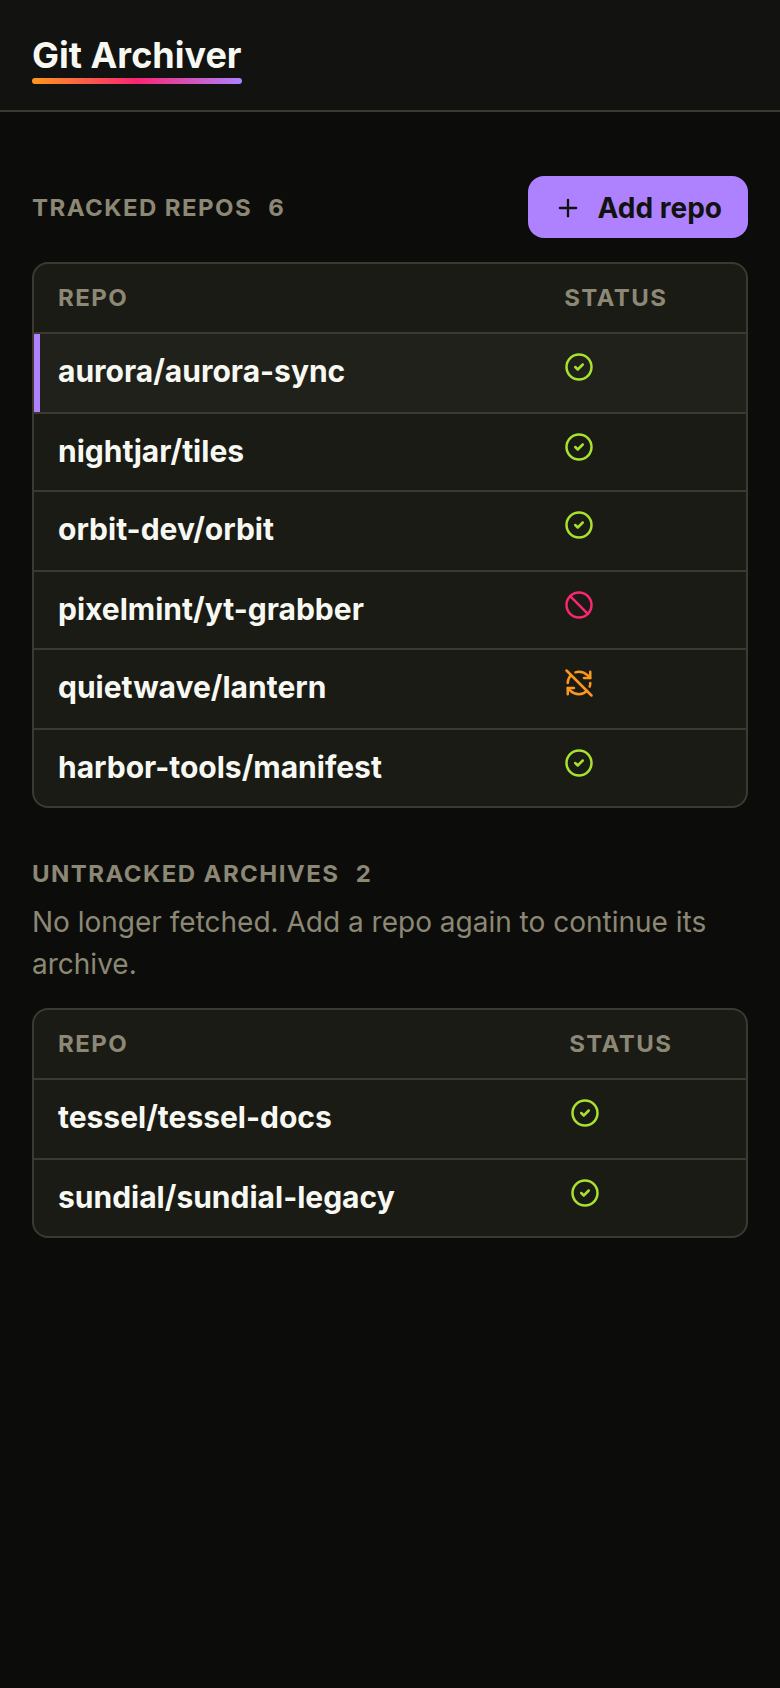 Git Archiver
TRACKED REPOS 6
Add repo
REPO STATUS
aurora/aurora-sync
nightjar/tiles
orbit-dev/orbit
pixelmint/yt-grabber
quietwave/lantern
harbor-tools/manifest
UNTRACKED ARCHIVES 2
No longer fetched. Add a repo again to continue its
archive.
REPO STATUS
tessel/tessel-docs
sundial/sundial-legacy